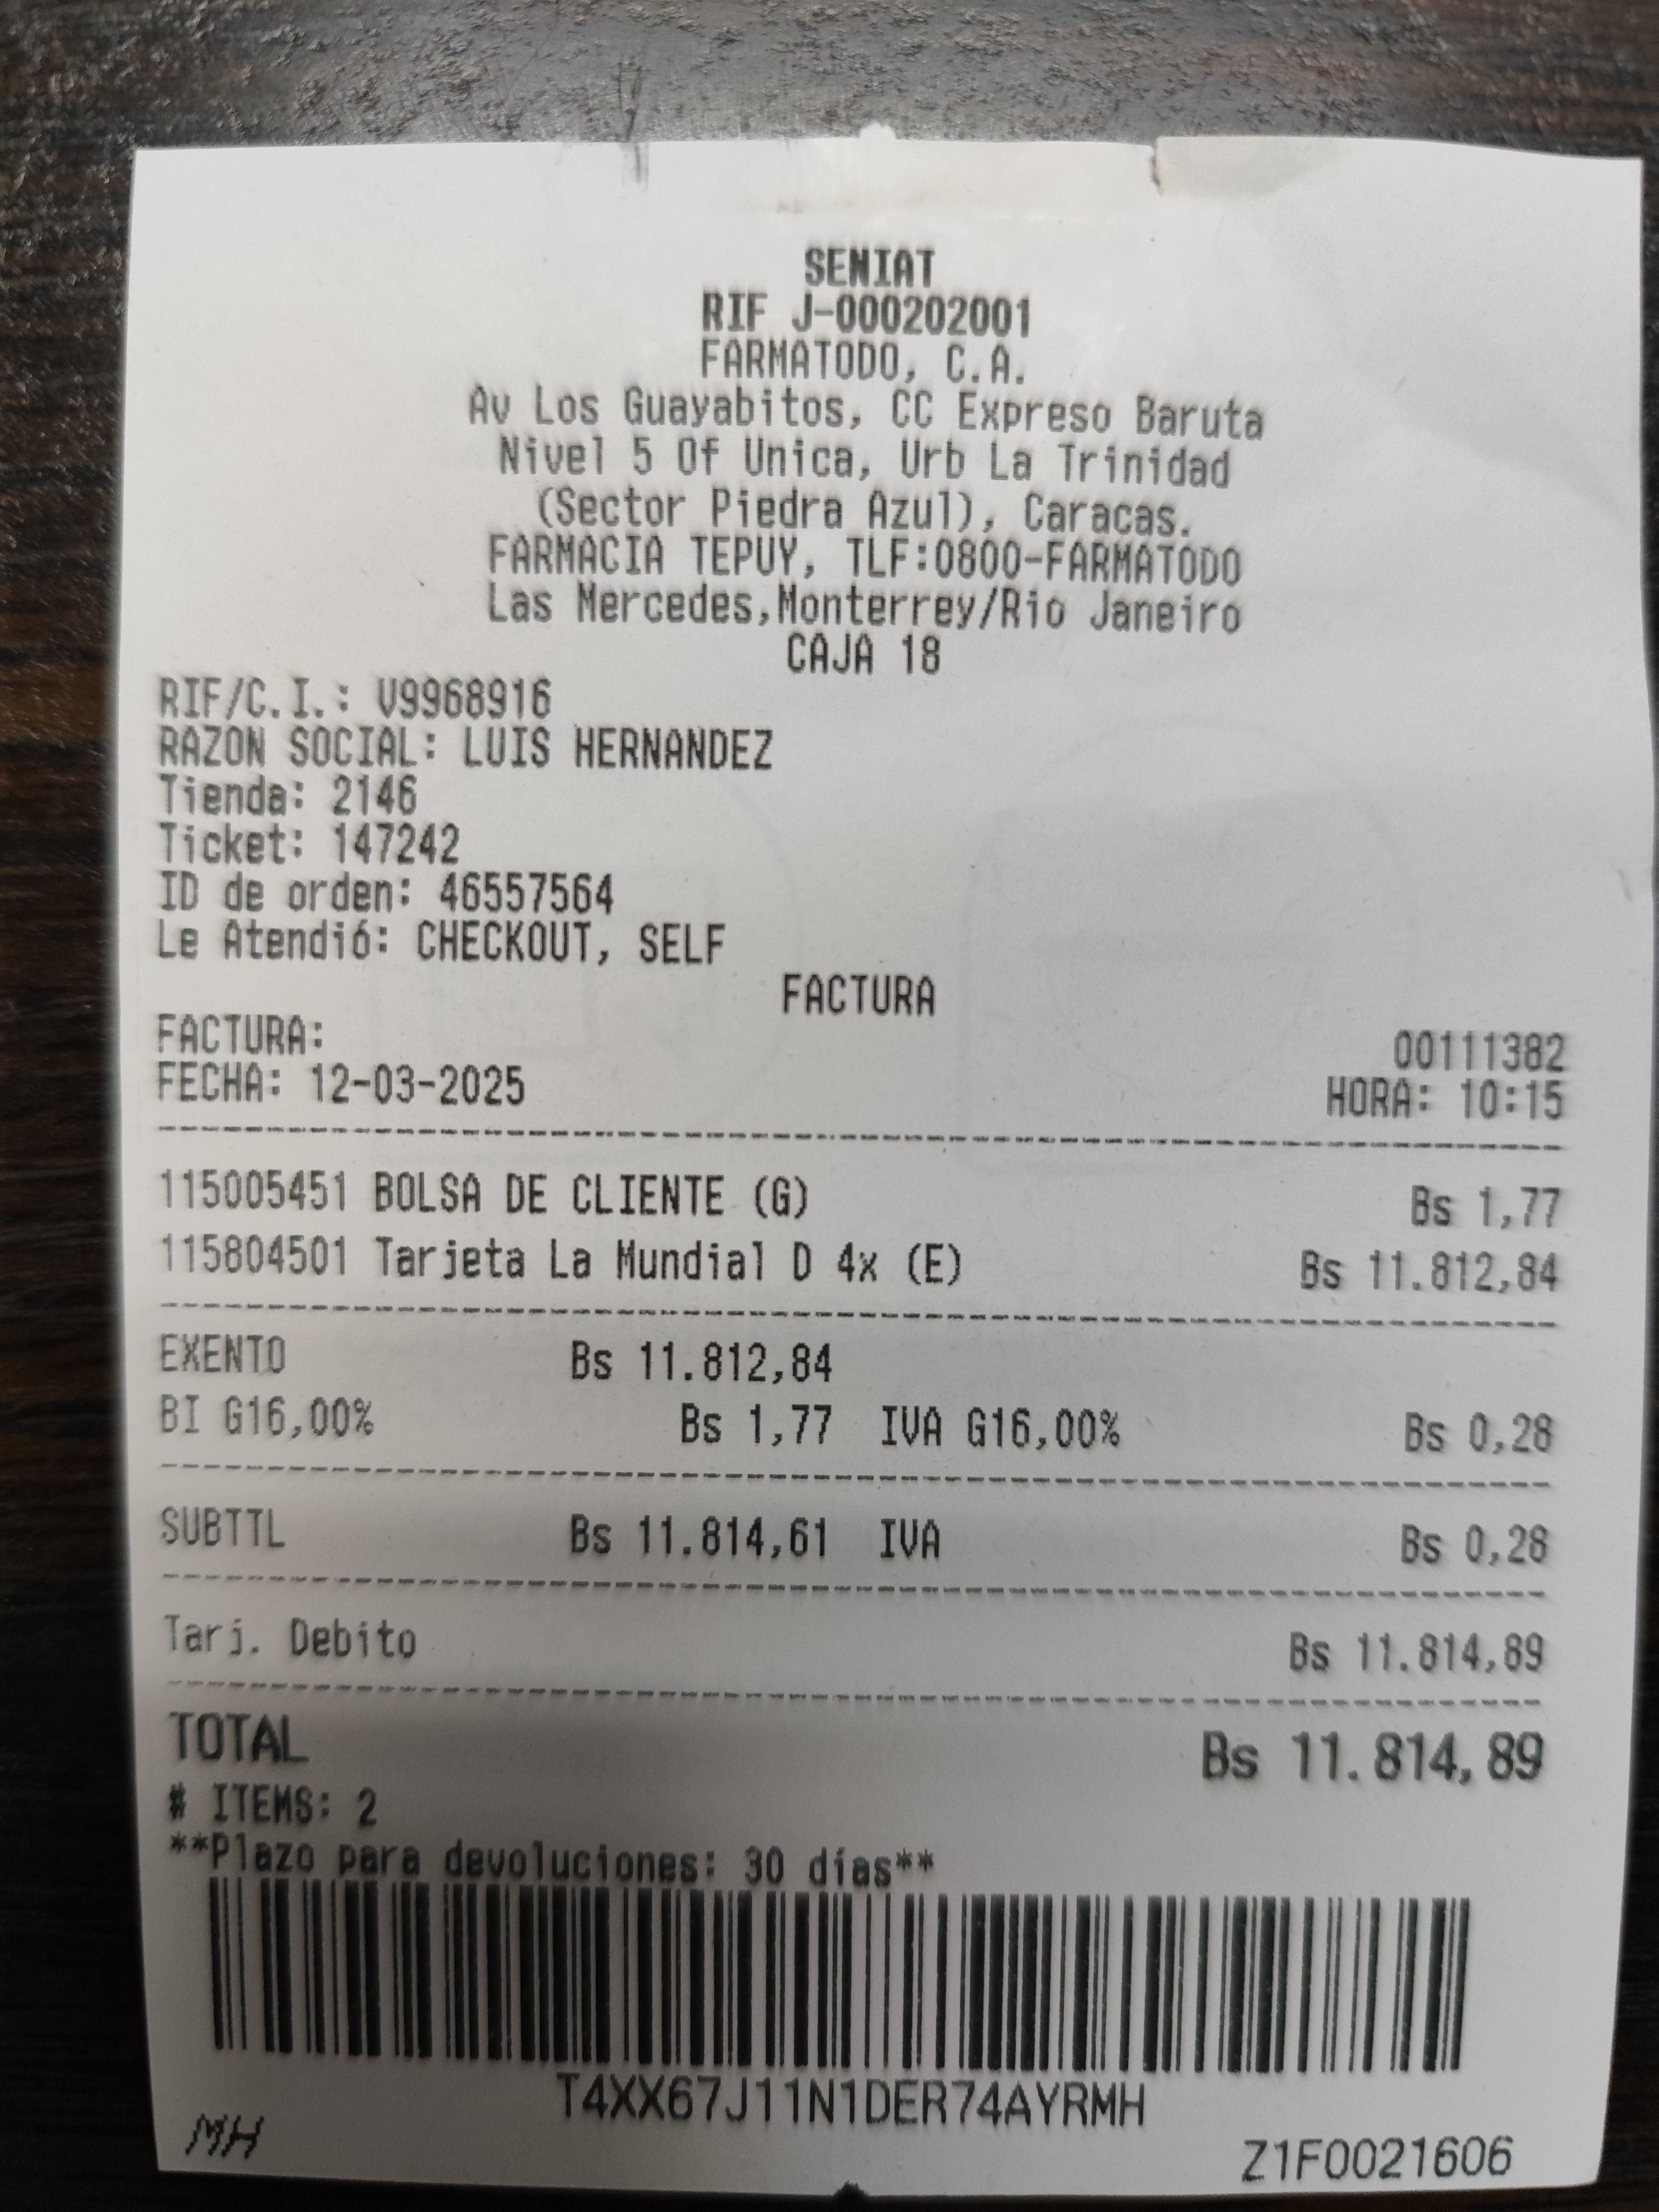 SENIAT
RIF J-000202001
FARMATODO, C.A.
Av Los Guayabitos, CC Expreso Baruta
Nivel 5 Of Unica, Urb La Trinidad
(Sector Piedra Azul), Caracas.
FARMACIA TEPUY, TLF:0800-FARMATODO
Las Mercedes,Monterrey/Rio Janeiro
CAJA 18
RIF/C.I.: V9968916
RAZON SOCIAL: LUIS HERNANDEZ
Tienda: 2146
Ticket: 147242
ID de orden: 46557564
Le Atendió: CHECKOUT, SELF
FACTURA
FACTURA: 00111382
FECHA: 12-03-2025 HORA: 10:15
115005451 BOLSA DE CLIENTE (G) Bs 1,77
115804501 Tarjeta La Mundial D 4x (E) Bs 11.812,84
EXENTO Bs 11.812,84
BI G16,00% Bs 1,77 IVA G16,00% Bs 0,28
SUBTTL Bs 11.814,61 IVA Bs 0,28
Tarj. Debito Bs 11.814,89
TOTAL Bs 11.814,89
# ITEMS: 2
**Plazo para devoluciones: 30 días**
T4XX67J11N1DER74AYRMH
MH Z1F0021606